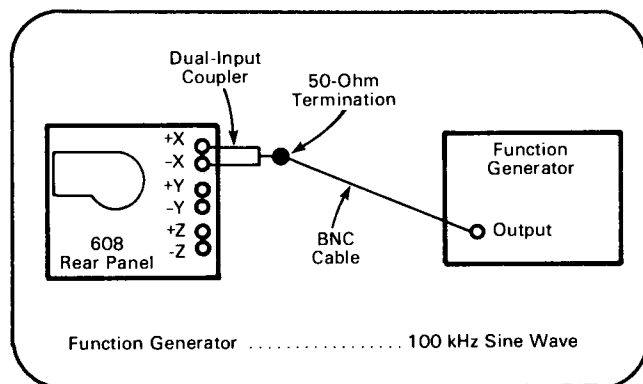 Dual-Input
Coupler
50-Ohm
Termination
+X
-X
+Y
-Y
+Z
-Z
608
Rear Panel
Function
Generator
Output
BNC
Cable
Function Generator . . . . . . . . . . . . . . . 100 kHz Sine Wave